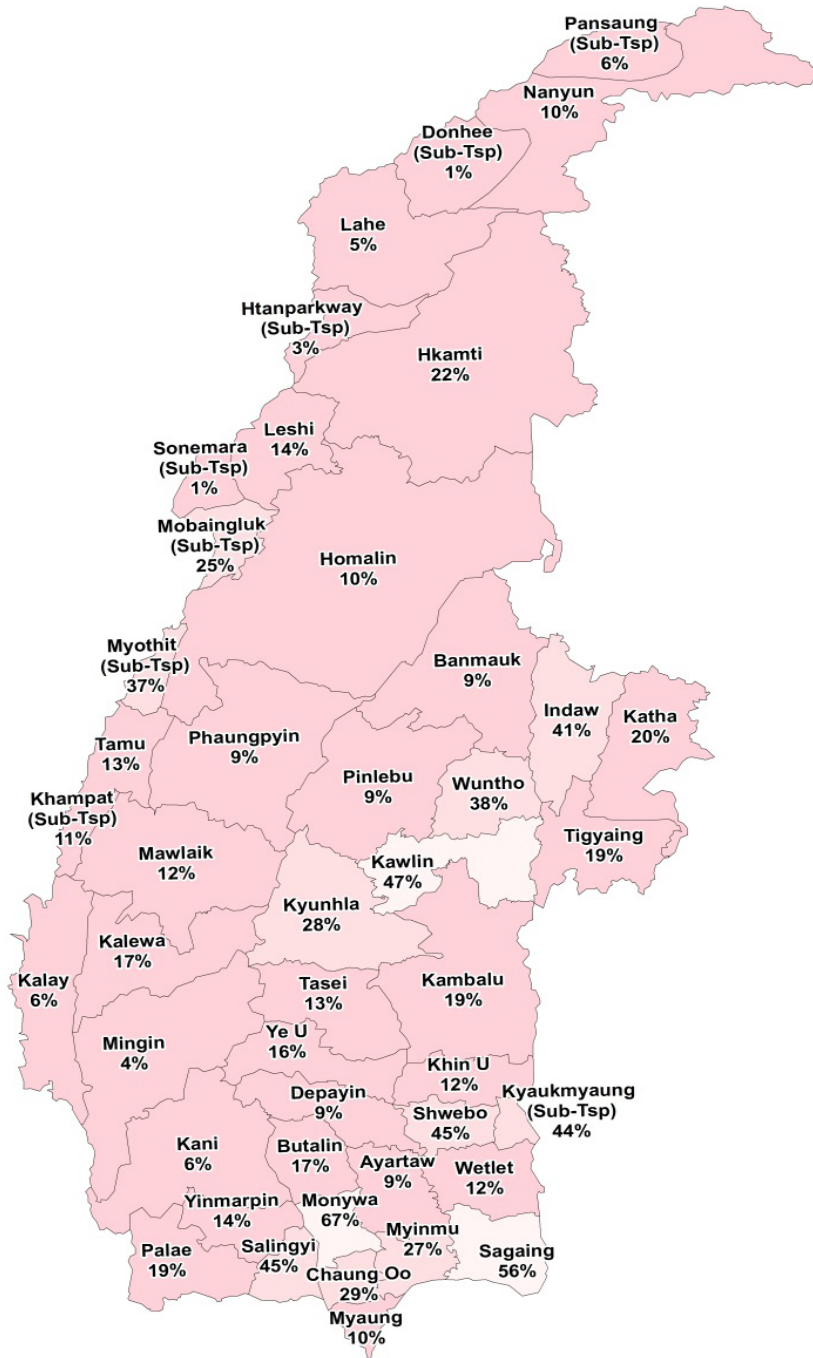 Pansaung
(Sub-Tsp)
6%
Nanyun
10%
Donhee
(Sub-Tsp)
1%
Lahe
5%
Htanparkway
(Sub-Tsp)
3%
Hkamti
22%
Leshi
14%
Sonemara
(Sub-Tsp)
1%
Mobaingluk
(Sub-Tsp)
25%
Homalin
10%
Myothit
(Sub-Tsp)
37%
Banmauk
9%
Indaw
41%
Katha
20%
Tamu
13%
Phaungpyin
9%
Pinlebu
9%
Wuntho
38%
Khampat
(Sub-Tsp)
11%
Tigyaing
19%
Mawlaik
12%
Kawlin
47%
Kyunhla
28%
Kalewa
17%
Kalay
6%
Tasei
13%
Kambalu
19%
Mingin
4%
Ye U
16%
Khin U
12%
Kyaukmyaung
(Sub-Tsp)
44%
Depayin
9%
Shwebo
45%
Kani
6%
Butalin
17%
Ayartaw
9%
Wetlet
12%
Yinmarpin
14%
Monywa
67%
Myinmu
27%
Sagaing
56%
Palae
19%
Salingyi
45%
Chaung Oo
29%
Myaung
10%